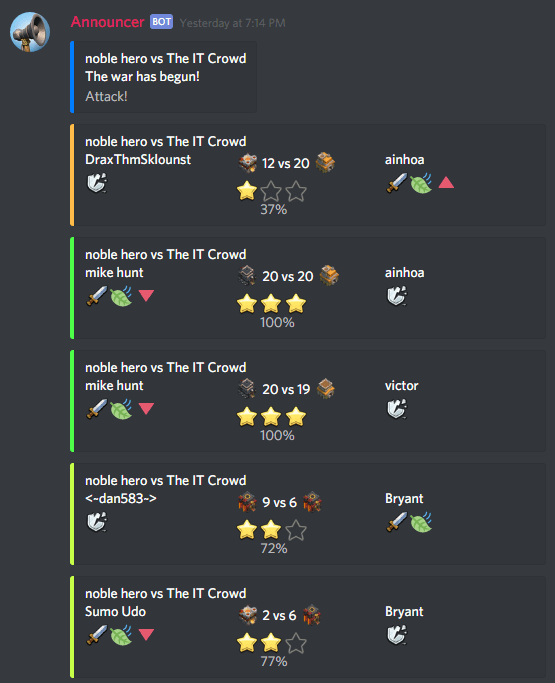 Announcer BOT Yesterday at 7:14 PM
noble hero vs The IT Crowd
The war has begun!
Attack!
noble hero vs The IT Crowd
DraxThmSklounst 12 vs 20 ainhoa
37%
noble hero vs The IT Crowd
mike hunt 20 vs 20 ainhoa
100%
noble hero vs The IT Crowd
mike hunt 20 vs 19 victor
100%
noble hero vs The IT Crowd
<~dan583~> 9 vs 6 Bryant
72%
noble hero vs The IT Crowd
Sumo Udo 2 vs 6 Bryant
77%